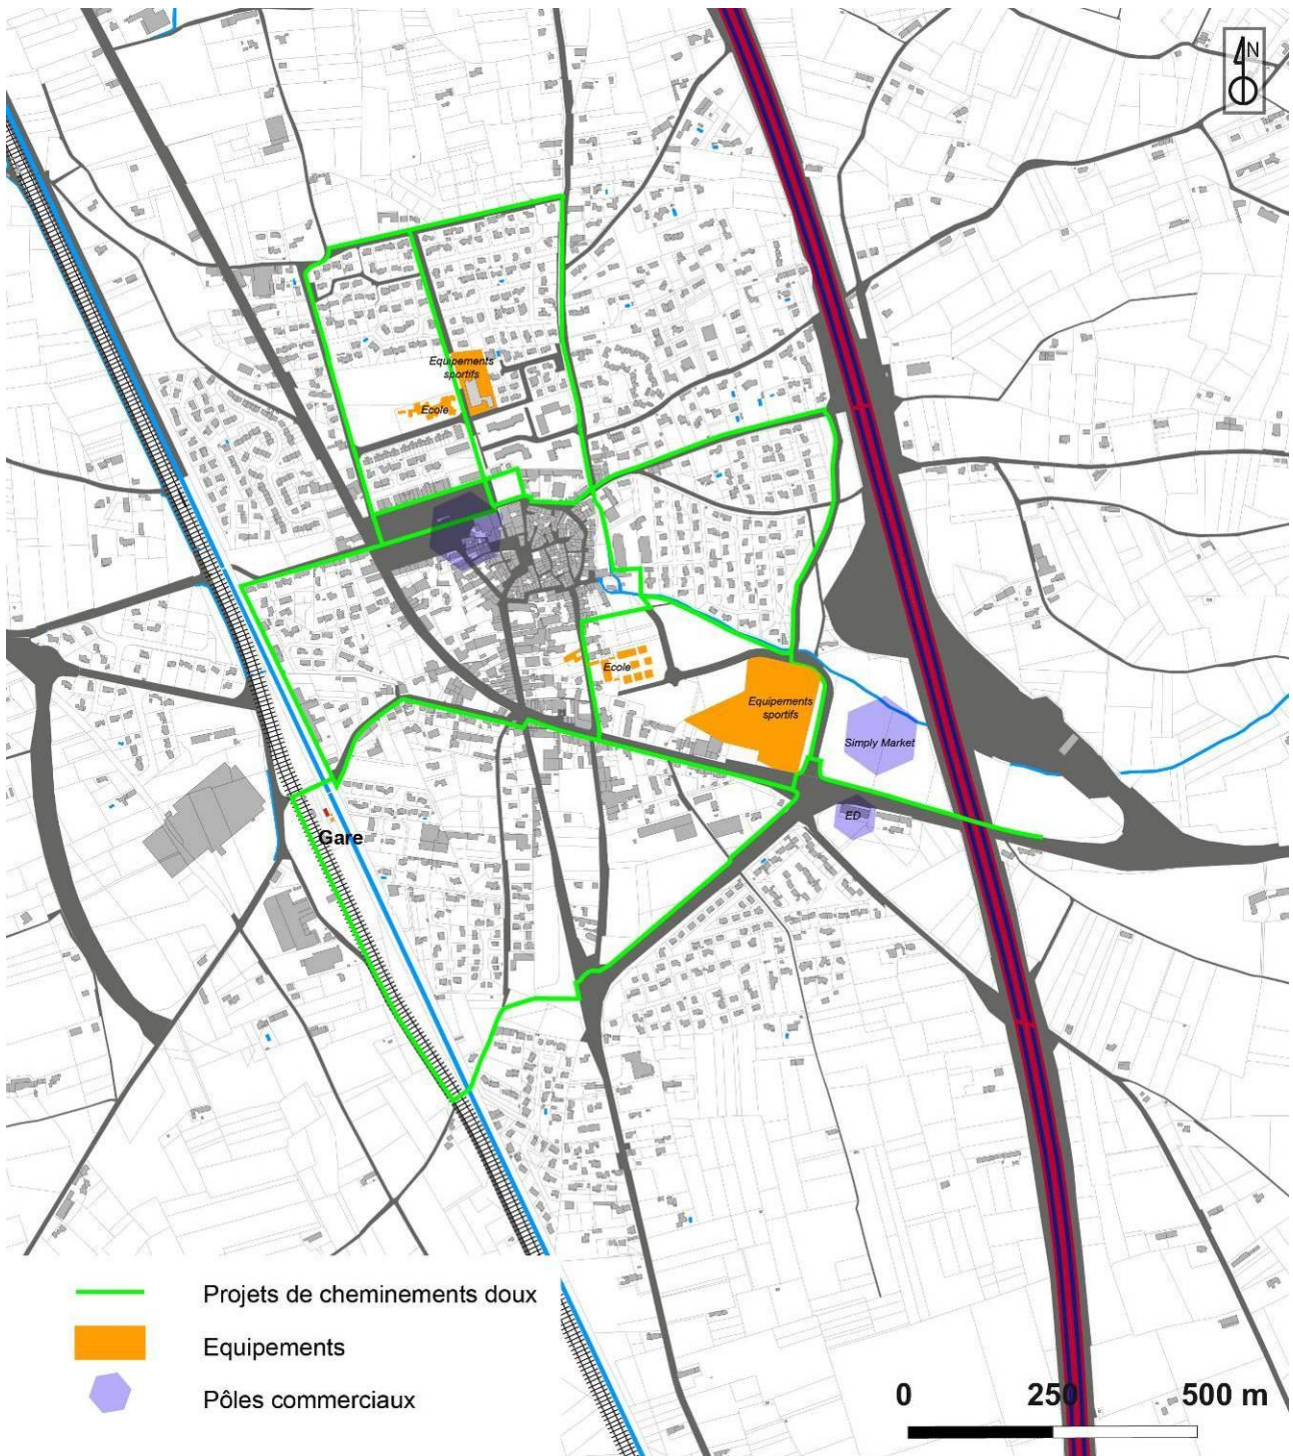 N
Equipements
sportifs
Ecole
Ecole
Equipements
sportifs
Simply Market
ED
Gare
Projets de cheminements doux
Equipements
Pôles commerciaux
0 250 500 m